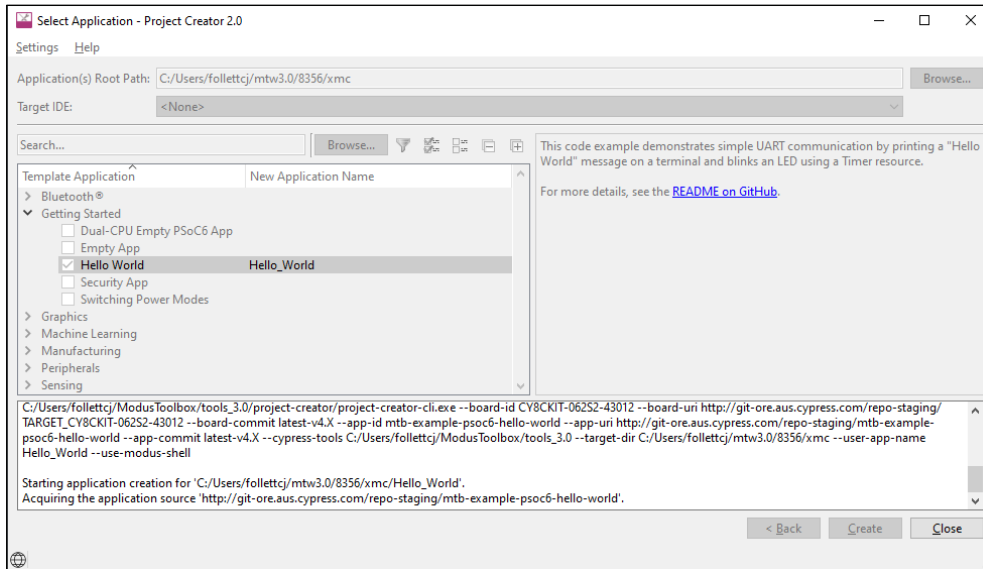 Select Application - Project Creator 2.0
Settings Help
Application(s) Root Path: C:/Users/follettcj/mtw3.0/8356/xmc Browse...
Target IDE: <None>
Search... Browse...
Template Application New Application Name
Bluetooth®
Getting Started
Dual-CPU Empty PSoC6 App
Empty App
Hello World Hello_World
Security App
Switching Power Modes
Graphics
Machine Learning
Manufacturing
Peripherals
Sensing
This code example demonstrates simple UART communication by printing a "Hello
World" message on a terminal and blinks an LED using a Timer resource.
For more details, see the README on GitHub.
C:/Users/follettcj/ModusToolbox/tools_3.0/project-creator/project-creator-cli.exe --board-id CY8CKIT-062S2-43012 --board-uri http://git-ore.aus.cypress.com/repo-staging/
TARGET_CY8CKIT-062S2-43012 --board-commit latest-v4.X --app-id mtb-example-psoc6-hello-world --app-uri http://git-ore.aus.cypress.com/repo-staging/mtb-example-
psoc6-hello-world --app-commit latest-v4.X --cypress-tools C:/Users/follettcj/ModusToolbox/tools_3.0 --target-dir C:/Users/follettcj/mtw3.0/8356/xmc --user-app-name
Hello_World --use-modus-shell
Starting application creation for 'C:/Users/follettcj/mtw3.0/8356/xmc/Hello_World'.
Acquiring the application source 'http://git-ore.aus.cypress.com/repo-staging/mtb-example-psoc6-hello-world'.
< Back Create Close